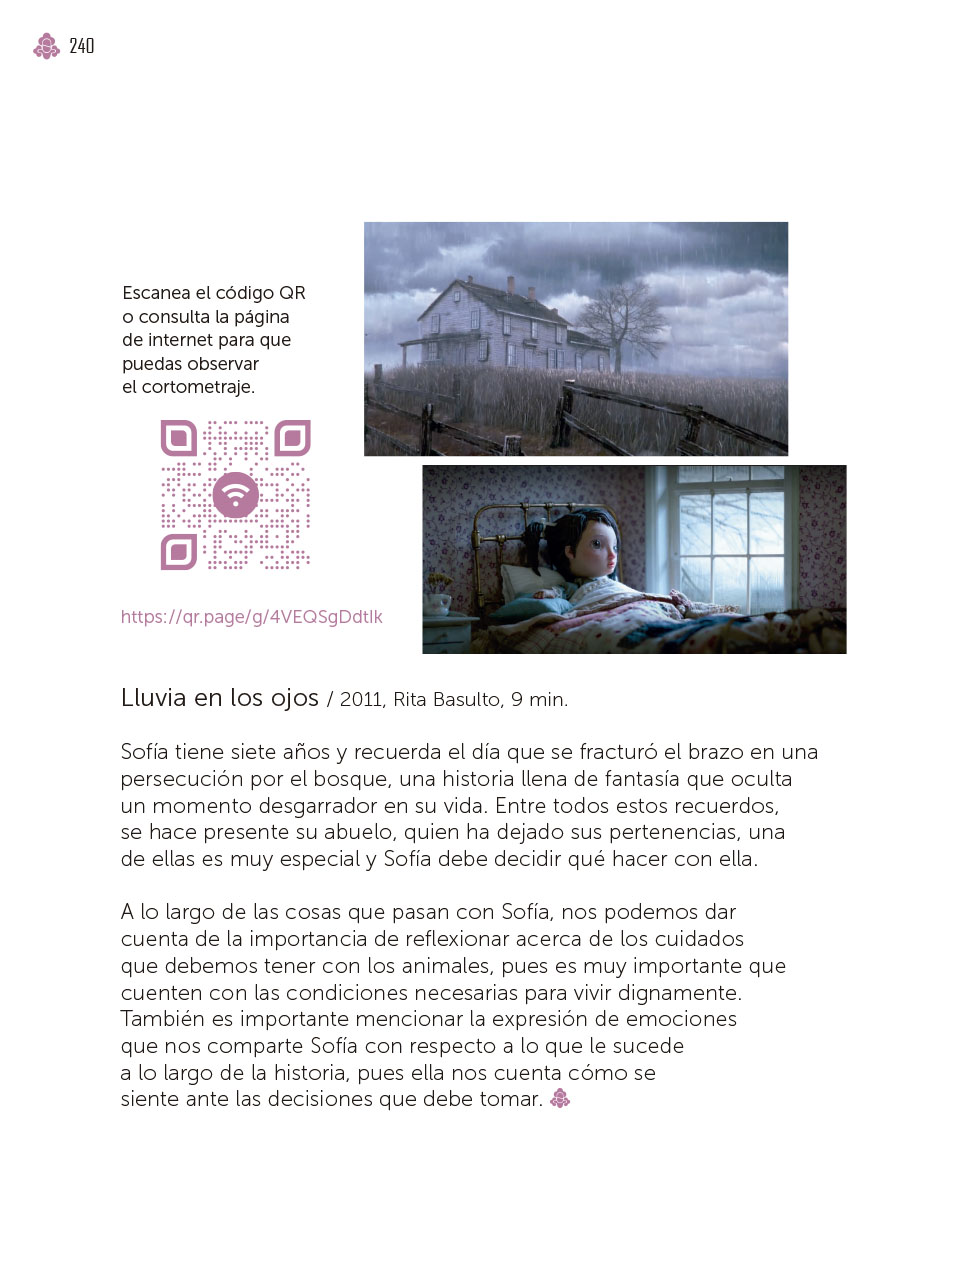 240
Escanea el código QR
o consulta la página
de internet para que
puedas observar
el cortometraje.
https://qr.page/g/4VEQSgDdtlk
Lluvia en los ojos / 2011, Rita Basulto, 9 min.
Sofía tiene siete años y recuerda el día que se fracturó el brazo en una
persecución por el bosque, una historia llena de fantasía que oculta
un momento desgarrador en su vida. Entre todos estos recuerdos,
se hace presente su abuelo, quien ha dejado sus pertenencias, una
de ellas es muy especial y Sofía debe decidir qué hacer con ella.
A lo largo de las cosas que pasan con Sofía, nos podemos dar
cuenta de la importancia de reflexionar acerca de los cuidados
que debemos tener con los animales, pues es muy importante que
cuenten con las condiciones necesarias para vivir dignamente.
También es importante mencionar la expresión de emociones
que nos comparte Sofía con respecto a lo que le sucede
a lo largo de la historia, pues ella nos cuenta cómo se
siente ante las decisiones que debe tomar.